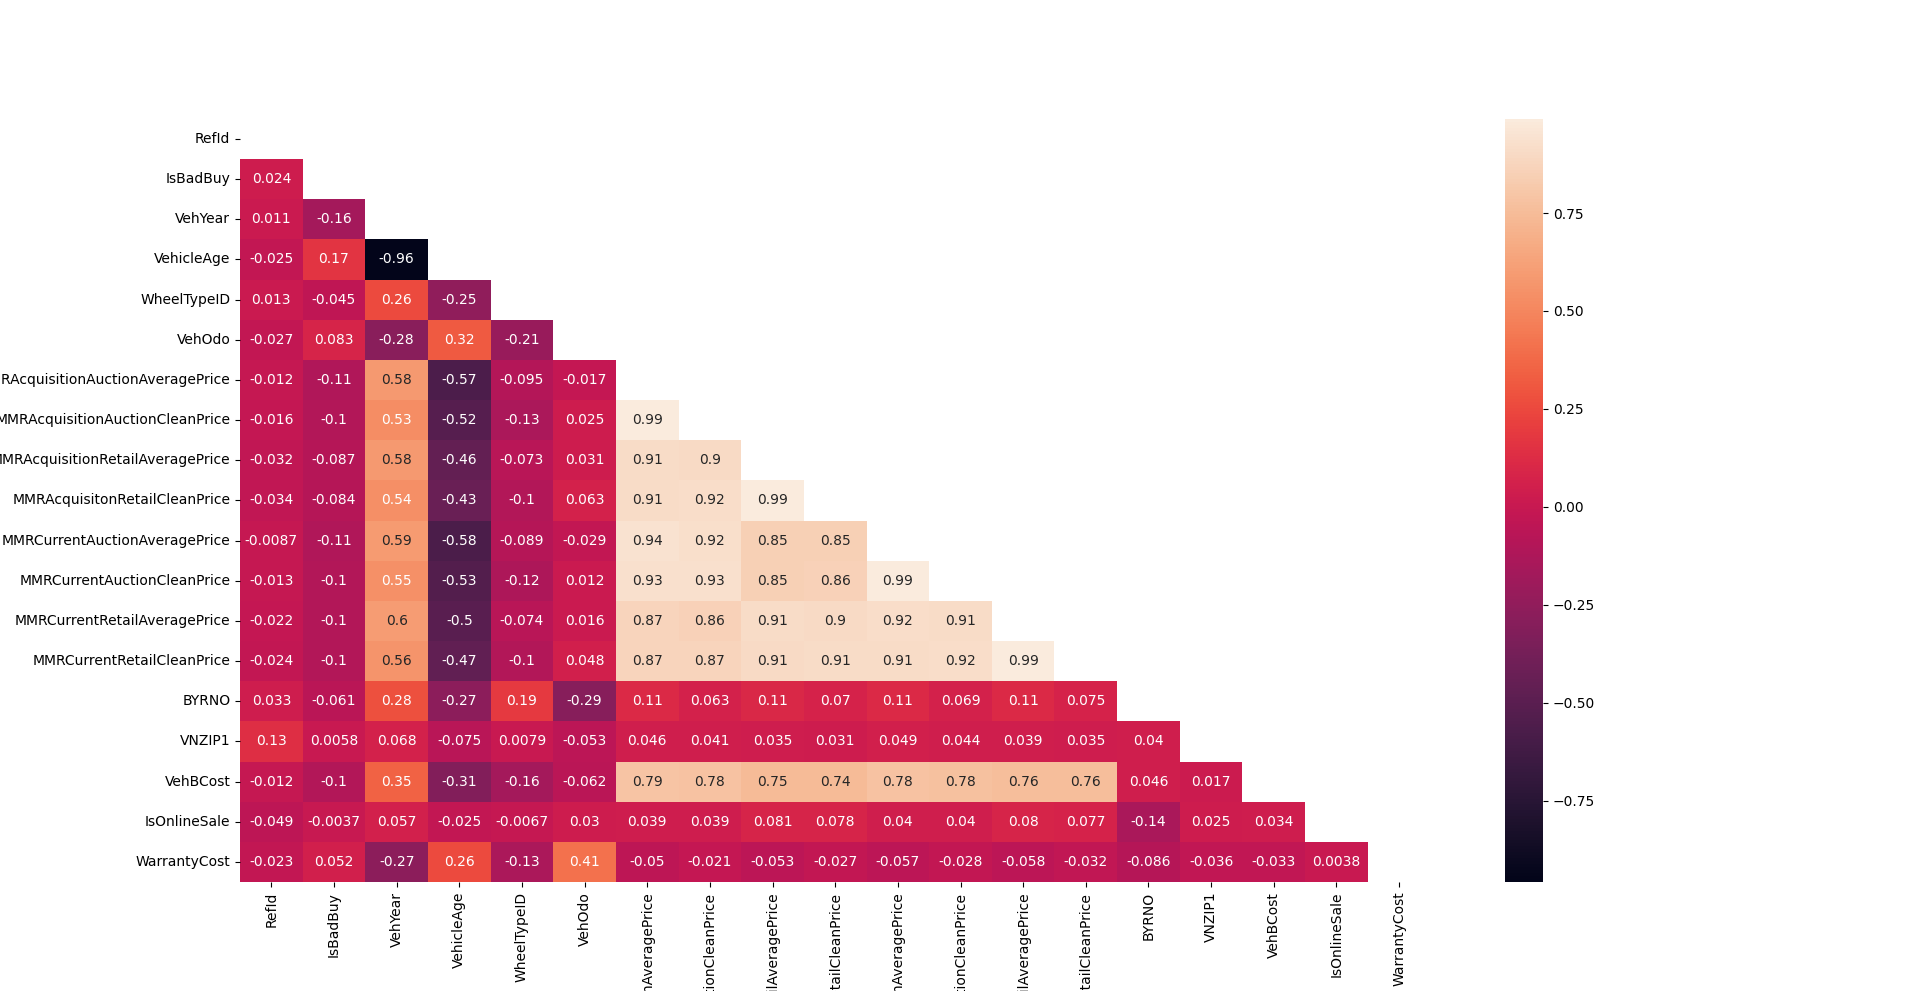 RefId
IsBadBuy 0.024
VehYear 0.011 -0.16
VehicleAge -0.025 0.17 -0.96
WheelTypeID 0.013 -0.045 0.26 -0.25
VehOdo -0.027 0.083 -0.28 0.32 -0.21
RAcquisitionAuctionAveragePrice -0.012 -0.11 0.58 -0.57 -0.095 -0.017
MMRAcquisitionAuctionCleanPrice -0.016 -0.1 0.53 -0.52 -0.13 0.025 0.99
MRAcquisitionRetailAveragePrice -0.032 -0.087 0.58 -0.46 -0.073 0.031 0.91 0.9
MMRAcquisitonRetailCleanPrice -0.034 -0.084 0.54 -0.43 -0.1 0.063 0.91 0.92 0.99
MMRCurrentAuctionAveragePrice -0.0087 -0.11 0.59 -0.58 -0.089 -0.029 0.94 0.92 0.85 0.85
MMRCurrentAuctionCleanPrice -0.013 -0.1 0.55 -0.53 -0.12 0.012 0.93 0.93 0.85 0.86 0.99
MMRCurrentRetailAveragePrice -0.022 -0.1 0.6 -0.5 -0.074 0.016 0.87 0.86 0.91 0.9 0.92 0.91
MMRCurrentRetailCleanPrice -0.024 -0.1 0.56 -0.47 -0.1 0.048 0.87 0.87 0.91 0.91 0.91 0.92 0.99
BYRNO 0.033 -0.061 0.28 -0.27 0.19 -0.29 0.11 0.063 0.11 0.07 0.11 0.069 0.11 0.075
VNZIP1 0.13 0.0058 0.068 -0.075 0.0079 -0.053 0.046 0.041 0.035 0.031 0.049 0.044 0.039 0.035 0.04
VehBCost -0.012 -0.1 0.35 -0.31 -0.16 -0.062 0.79 0.78 0.75 0.74 0.78 0.78 0.76 0.76 0.046 0.017
IsOnlineSale -0.049 -0.0037 0.057 -0.025 -0.0067 0.03 0.039 0.039 0.081 0.078 0.04 0.04 0.08 0.077 -0.14 0.025 0.034
WarrantyCost -0.023 0.052 -0.27 0.26 -0.13 0.41 -0.05 -0.021 -0.053 -0.027 -0.057 -0.028 -0.058 -0.032 -0.086 -0.036 -0.033 0.0038
RefId
IsBadBuy
VehYear
VehicleAge
WheelTypeID
VehOdo
nAveragePrice
tionCleanPrice
ilAveragePrice
tailCleanPrice
nAveragePrice
ionCleanPrice
ilAveragePrice
tailCleanPrice
BYRNO
VNZIP1
VehBCost
IsOnlineSale
WarrantyCost
0.75
0.50
0.25
0.00
−0.25
−0.50
−0.75